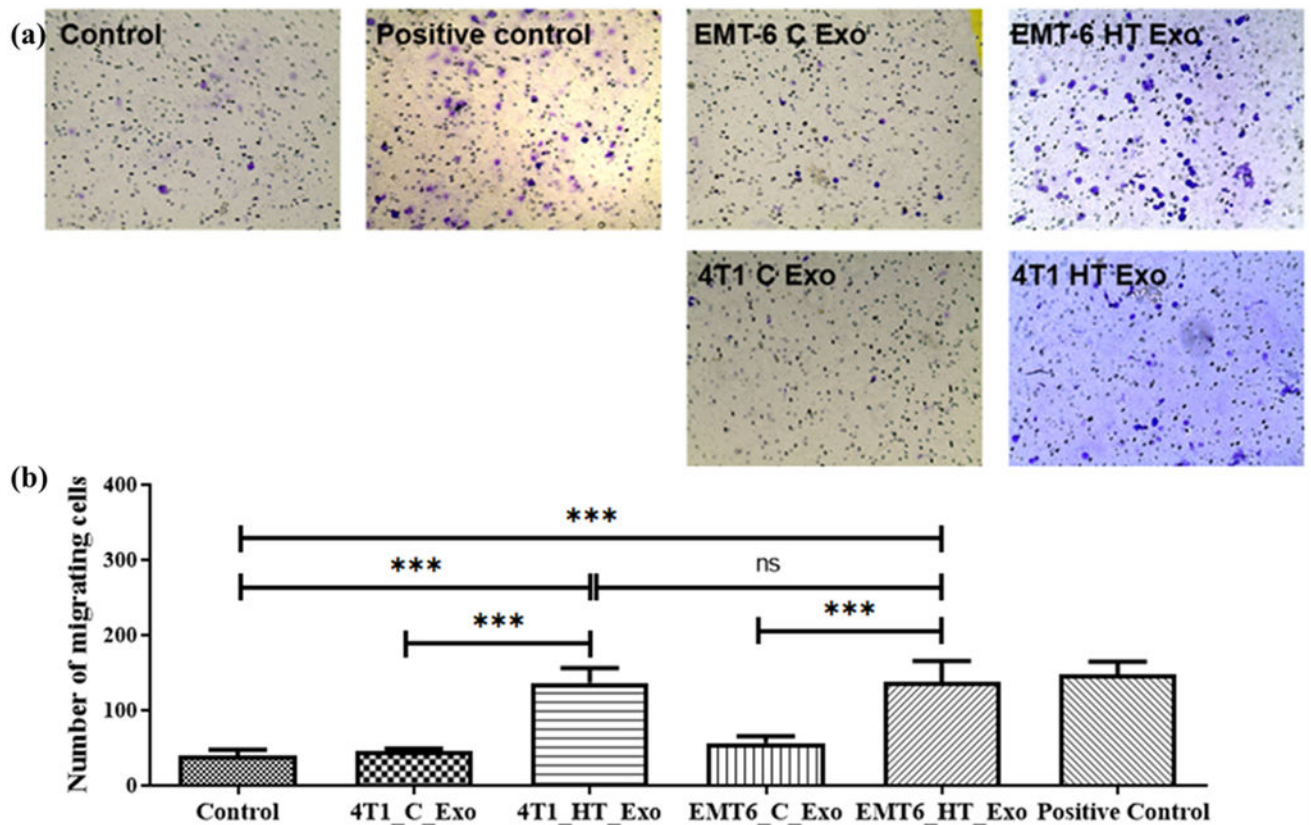 (a)
Control
Positive control
EMT-6 C Exo
EMT-6 HT Exo
4T1 C Exo
4T1 HT Exo
(b)
Number of migrating cells
400
300
200
100
0
***
***
ns
***
***
Control
4T1_C_Exo
4T1_HT_Exo
EMT6_C_Exo
EMT6_HT_Exo
Positive Control